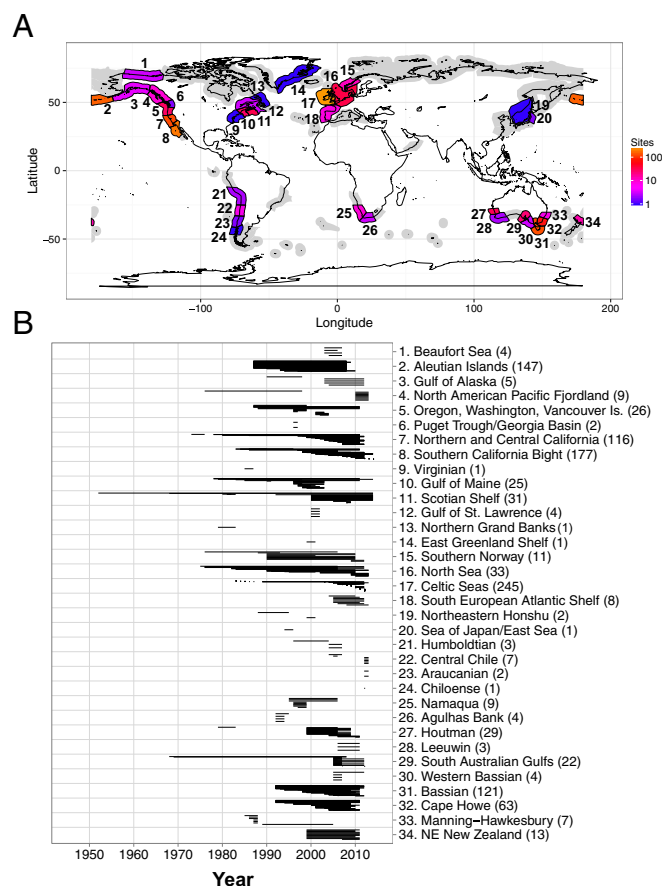 A
1
2
3
4
5
6
7
8
9
10
11
12
13
14
15
16
17
18
19
20
21
22
23
24
25
26
27
28
29
30
31
32
33
34
50
0
−50
Latitude
−100
0
100
200
Longitude
Sites
100
10
1
B
1. Beaufort Sea (4)
2. Aleutian Islands (147)
3. Gulf of Alaska (5)
4. North American Pacific Fjordland (9)
5. Oregon, Washington, Vancouver Is. (26)
6. Puget Trough/Georgia Basin (2)
7. Northern and Central California (116)
8. Southern California Bight (177)
9. Virginian (1)
10. Gulf of Maine (25)
11. Scotian Shelf (31)
12. Gulf of St. Lawrence (4)
13. Northern Grand Banks (1)
14. East Greenland Shelf (1)
15. Southern Norway (11)
16. North Sea (33)
17. Celtic Seas (245)
18. South European Atlantic Shelf (8)
19. Northeastern Honshu (2)
20. Sea of Japan/East Sea (1)
21. Humboldtian (3)
22. Central Chile (7)
23. Araucanian (2)
24. Chiloense (1)
25. Namaqua (9)
26. Agulhas Bank (4)
27. Houtman (29)
28. Leeuwin (3)
29. South Australian Gulfs (22)
30. Western Bassian (4)
31. Bassian (121)
32. Cape Howe (63)
33. Manning−Hawkesbury (7)
34. NE New Zealand (13)
1950 1960 1970 1980 1990 2000 2010
Year